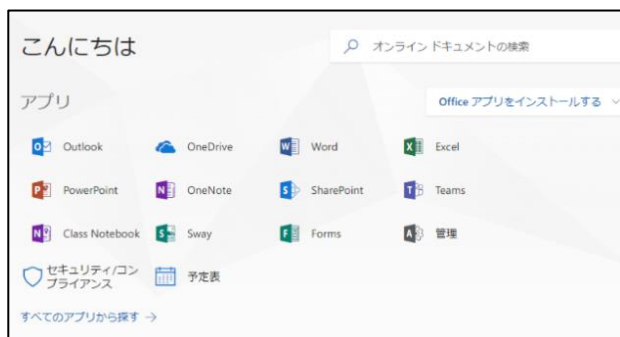 こんにちは
オンライン ドキュメントの検索
アプリ
Office アプリをインストールする
Outlook
OneDrive
Word
Excel
PowerPoint
OneNote
SharePoint
Teams
Class Notebook
Sway
Forms
管理
セキュリティ/コン
プライアンス
予定表
すべてのアプリから探す →